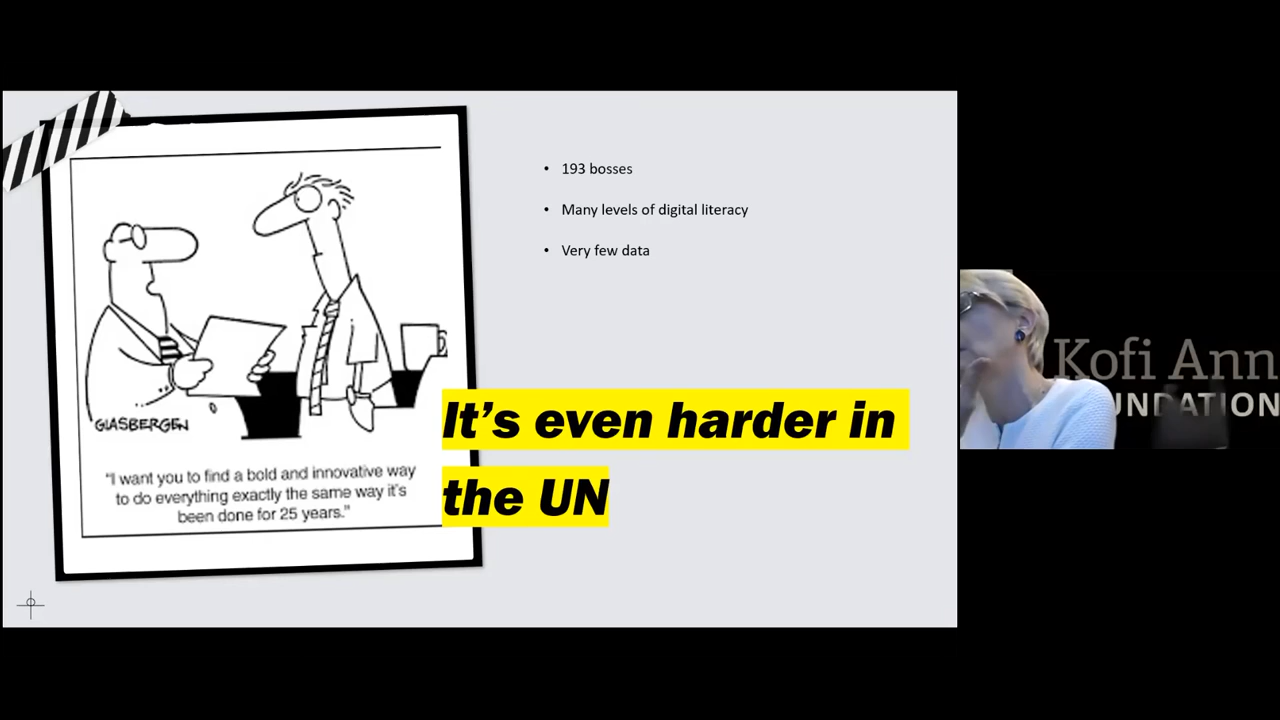 • 193 bosses
• Many levels of digital literacy
• Very few data
GLASBERGEN
"I want you to find a bold and innovative way
to do everything exactly the same way it's
been done for 25 years."
It's even harder in
the UN
Kofi Ann
UNDATION